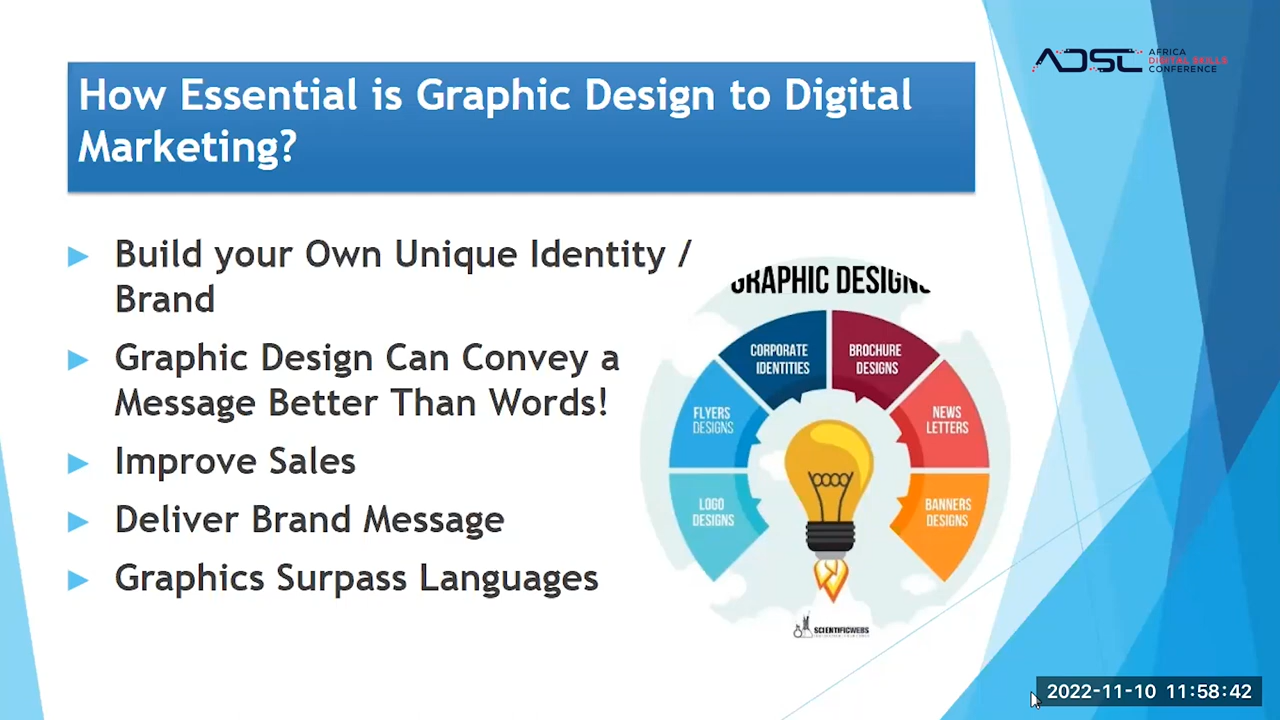 AFRICA
ADSC DIGITAL SKILLS
CONFERENCE
How Essential is Graphic Design to Digital
Marketing?
Build your Own Unique Identity /
Brand
Graphic Design Can Convey a
Message Better Than Words!
Improve Sales
Deliver Brand Message
Graphics Surpass Languages
GRAPHIC DESIGNS
CORPORATE
IDENTITIES
BROCHURE
DESIGNS
FLYERS
DESIGNS
NEWS
LETTERS
LOGO
DESIGNS
BANNERS
DESIGNS
SCIENTIFICWEBS
2022-11-10 11:58:42